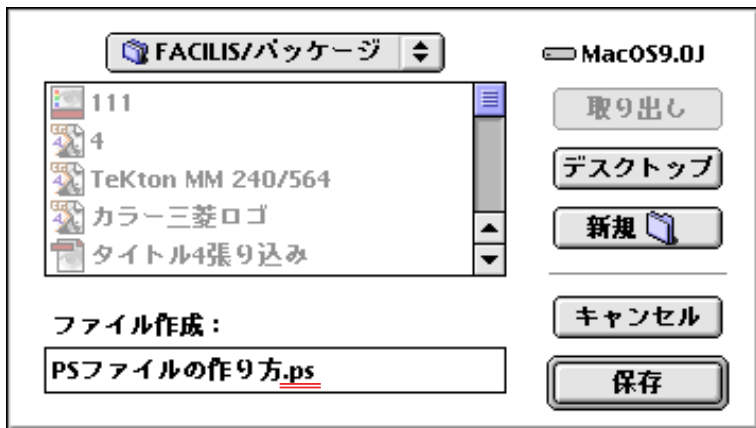 FACILIS/パッケージ
MacOS9.0J
111
4
TeKton MM 240/564
カラー三菱ロゴ
タイトル4張り込み
取り出し
デスクトップ
新規
キャンセル
保存
ファイル作成：
PSファイルの作り方.ps